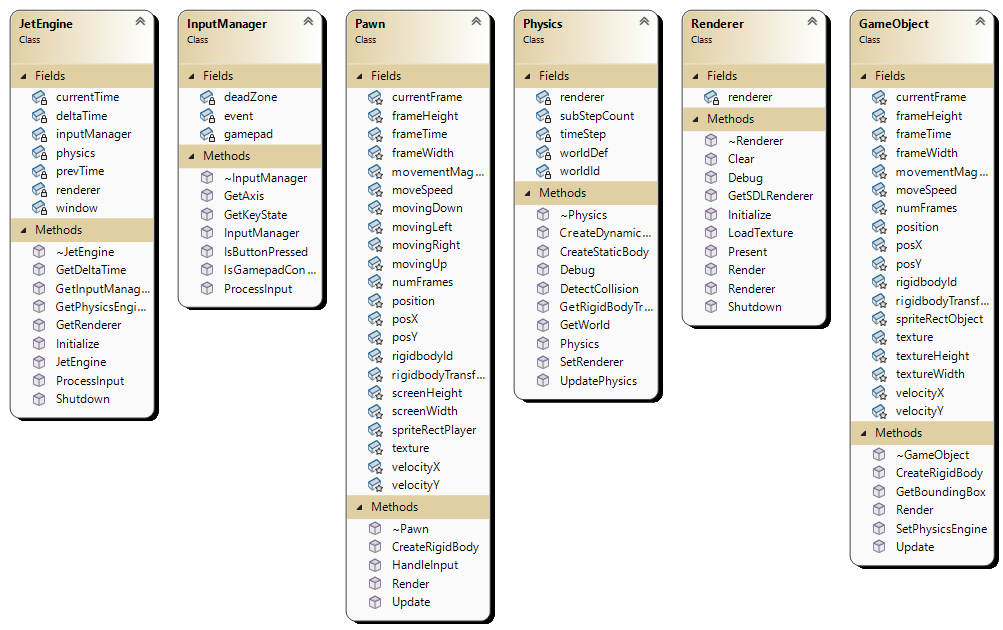 JetEngine
Class
Fields
currentTime
deltaTime
inputManager
physics
prevTime
renderer
window
Methods
~JetEngine
GetDeltaTime
GetInputManag...
GetPhysicsEngi...
GetRenderer
Initialize
JetEngine
ProcessInput
Shutdown
InputManager
Class
Fields
deadZone
event
gamepad
Methods
~InputManager
GetAxis
GetKeyState
InputManager
IsButtonPressed
IsGamepadCon...
ProcessInput
Pawn
Class
Fields
currentFrame
frameHeight
frameTime
frameWidth
movementMag...
moveSpeed
movingDown
movingLeft
movingRight
movingUp
numFrames
position
posX
posY
rigidbodyId
rigidbodyTransf...
screenHeight
screenWidth
spriteRectPlayer
texture
velocityX
velocityY
Methods
~Pawn
CreateRigidBody
HandleInput
Render
Update
Physics
Class
Fields
renderer
subStepCount
timeStep
worldDef
worldId
Methods
~Physics
CreateDynamic...
CreateStaticBody
Debug
DetectCollision
GetRigidBodyTr...
GetWorld
Physics
SetRenderer
UpdatePhysics
Renderer
Class
Fields
renderer
Methods
~Renderer
Clear
Debug
GetSDLRenderer
Initialize
LoadTexture
Present
Render
Renderer
Shutdown
GameObject
Class
Fields
currentFrame
frameHeight
frameTime
frameWidth
movementMag...
moveSpeed
numFrames
position
posX
posY
rigidbodyId
rigidbodyTransf...
spriteRectObject
texture
textureHeight
textureWidth
velocityX
velocityY
Methods
~GameObject
CreateRigidBody
GetBoundingBox
Render
SetPhysicsEngine
Update